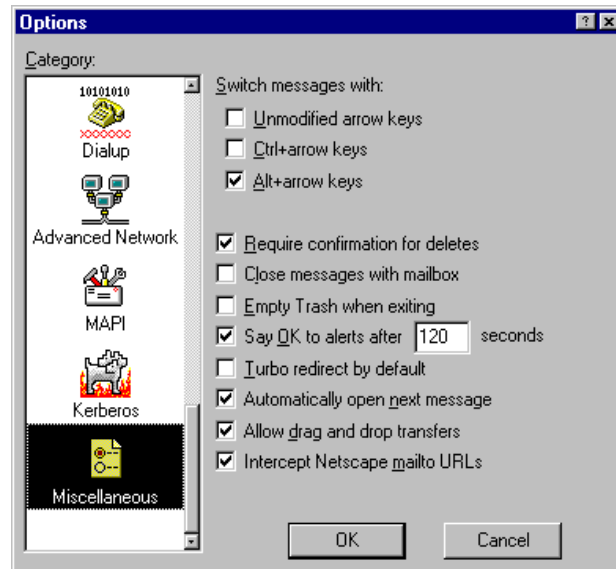 Options
Category:
10101010
Dialup
Advanced Network
MAPI
Kerberos
Miscellaneous
Switch messages with:
Unmodified arrow keys
Ctrl+arrow keys
Alt+arrow keys
Require confirmation for deletes
Close messages with mailbox
Empty Trash when exiting
Say OK to alerts after 120 seconds
Turbo redirect by default
Automatically open next message
Allow drag and drop transfers
Intercept Netscape mailto URLs
OK
Cancel